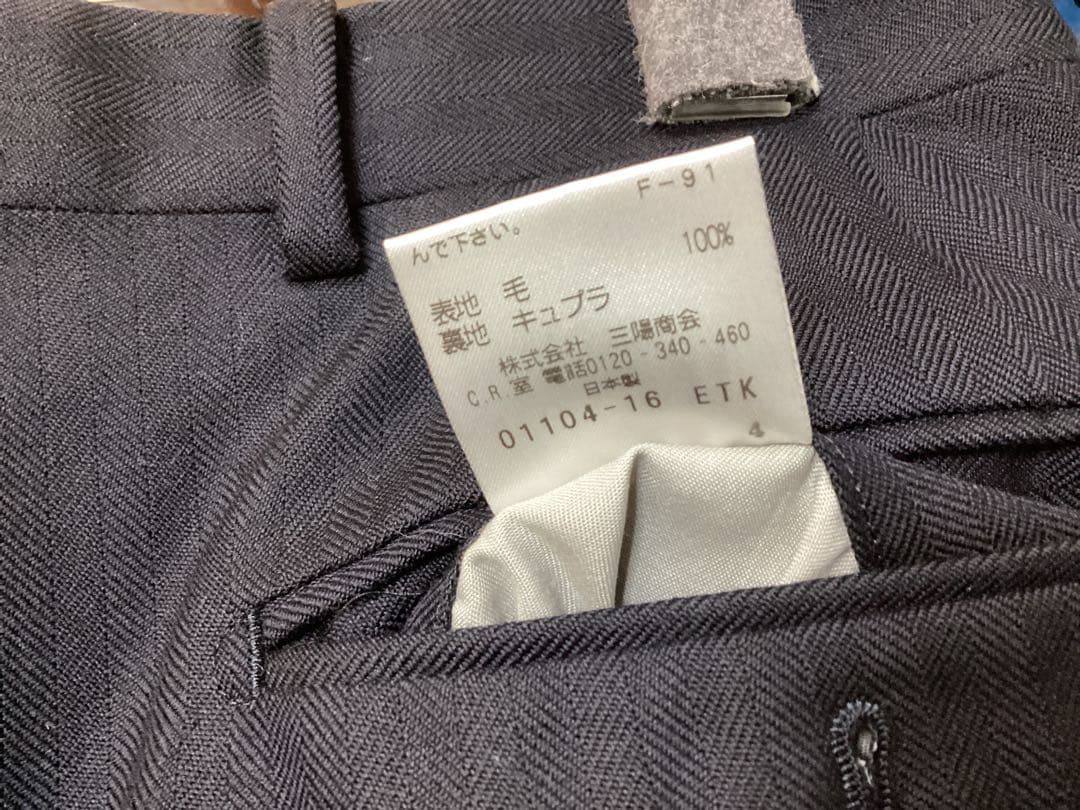 F-91
んで下さい。
100%
表地 毛
裏地 キュプラ
株式会社 三陽商会
C.R.室 電話0120-340-460
日本製
01104-16 ETK
4